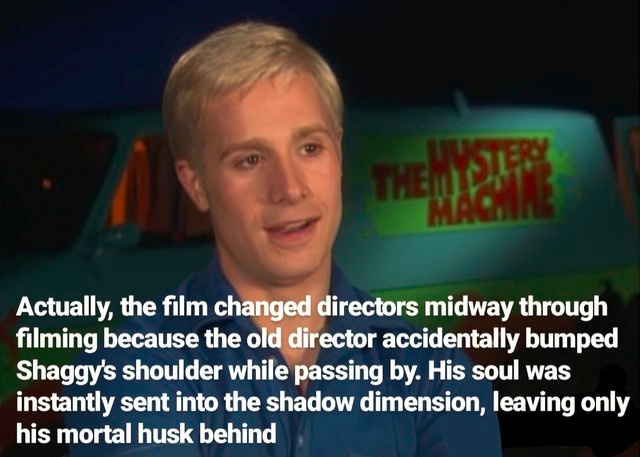 THE MYSTERY
MACHINE
Actually, the film changed directors midway through
filming because the old director accidentally bumped
Shaggy's shoulder while passing by. His soul was
instantly sent into the shadow dimension, leaving only
his mortal husk behind